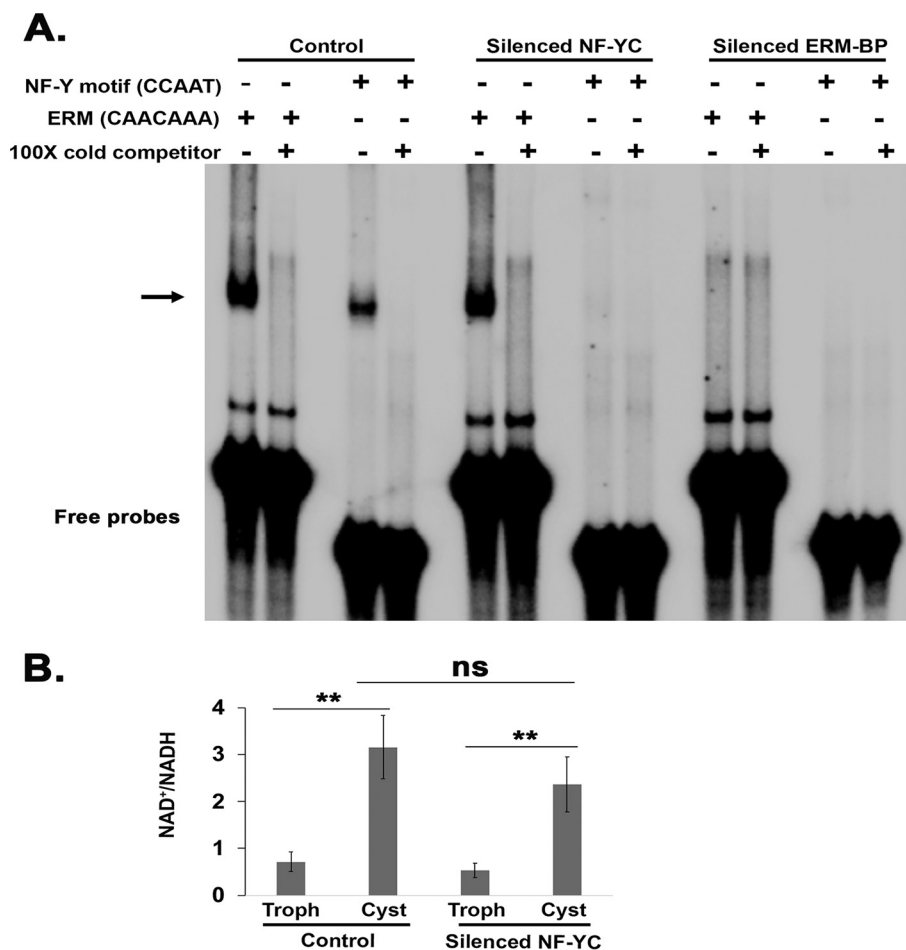 A.
Control Silenced NF-YC Silenced ERM-BP
NF-Y motif (CCAAT) - - + + - - + + - - + +
ERM (CAACAAA) + + - - + + - - + + - -
100X cold competitor - + - + - + - + - + - +
Free probes
B.
ns
** **
NAD⁺/NADH
4
3
2
1
0
Troph Cyst Troph Cyst
Control Silenced NF-YC